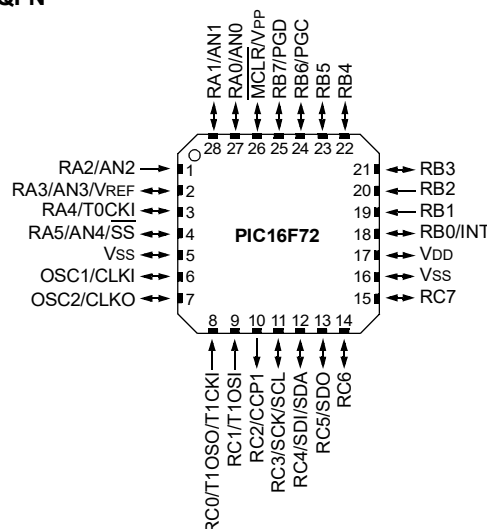 QFN
RA1/AN1
RA0/AN0
MCLR/VPP
RB7/PGD
RB6/PGC
RB5
RB4
28 27 26 25 24 23 22
RA2/AN2 1
RA3/AN3/VREF 2
RA4/T0CKI 3
RA5/AN4/SS 4
VSS 5
OSC1/CLKI 6
OSC2/CLKO 7
PIC16F72
21 RB3
20 RB2
19 RB1
18 RB0/INT
17 VDD
16 VSS
15 RC7
8 9 10 11 12 13 14
RC0/T1OSO/T1CKI
RC1/T1OSI
RC2/CCP1
RC3/SCK/SCL
RC4/SDI/SDA
RC5/SDO
RC6